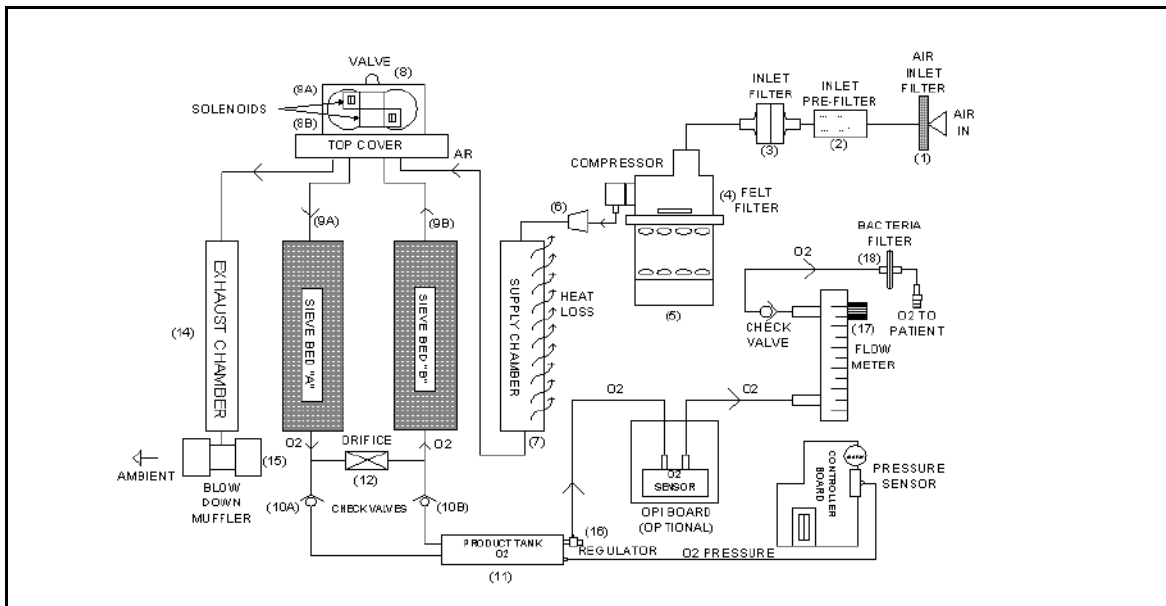 VALVE
(8)
(8A)
SOLENOIDS
(8B)
TOP COVER
AIR
INLET
FILTER
(3)
INLET
PRE-FILTER
(2)
AIR
INLET
FILTER
(1)
AIR
IN
COMPRESSOR
(4) FELT
FILTER
(5)
(6)
(9A)
(9B)
EXHAUST CHAMBER
(14)
SIEVE BED "A"
SIEVE BED "B"
SUPPLY CHAMBER
HEAT
LOSS
(7)
BACTERIA
FILTER
(18)
O2
O2 TO
PATIENT
CHECK
VALVE
(17)
FLOW
METER
O2
O2
O2
ORIFICE
O2
(12)
AMBIENT
(15)
BLOW
DOWN
MUFFLER
(10A)
CHECK VALVES
(10B)
O2
SENSOR
OPI BOARD
(OPTIONAL)
CONTROLLER
BOARD
PRESSURE
SENSOR
(16)
REGULATOR
PRODUCT TANK
O2
(11)
O2 PRESSURE